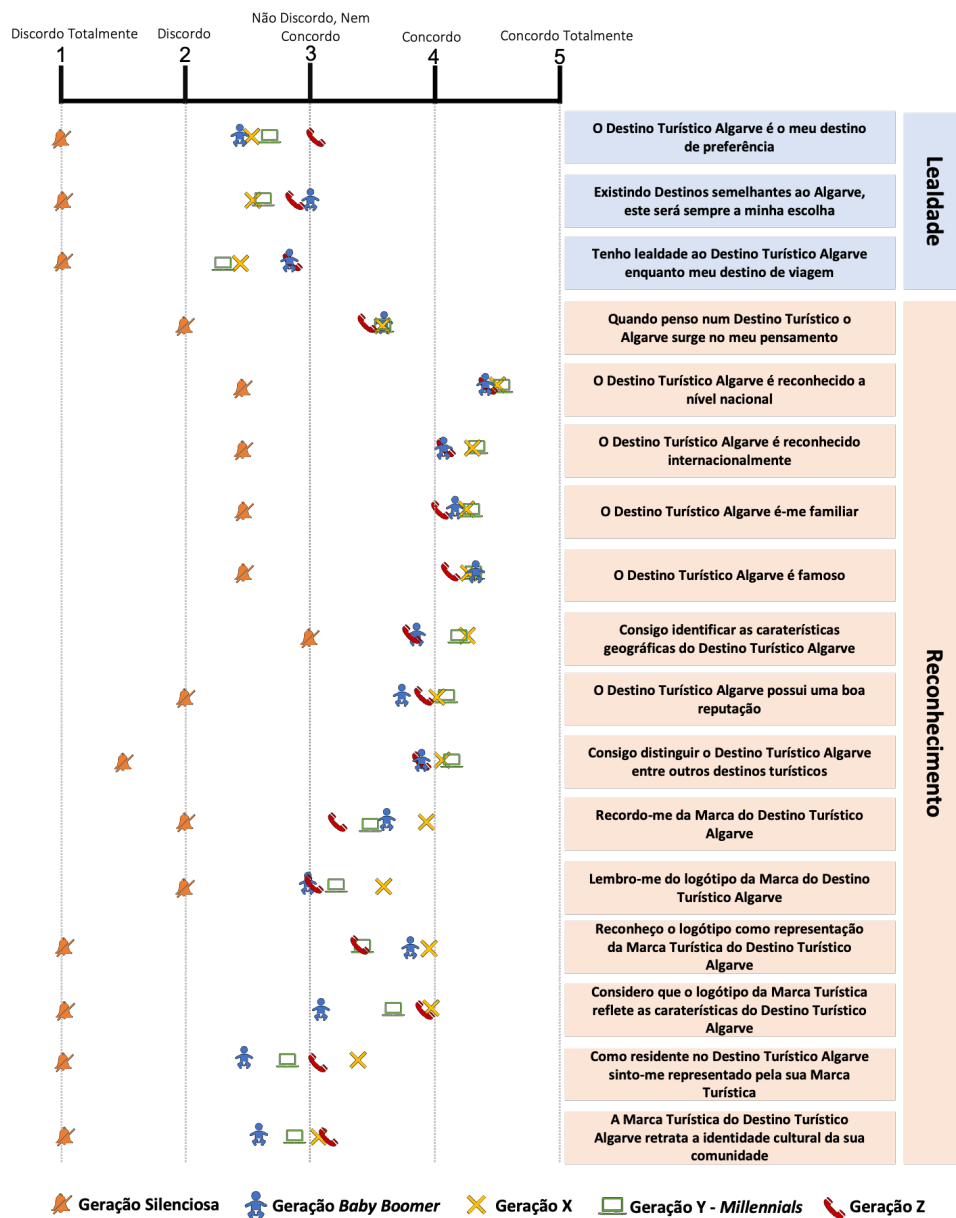 Não Discordo, Nem
Discordo Totalmente Discordo Concordo Concordo Concordo Totalmente
1 2 3 4 5
O Destino Turístico Algarve é o meu destino
de preferência
Existindo Destinos semelhantes ao Algarve,
este será sempre a minha escolha
Tenho lealdade ao Destino Turístico Algarve
enquanto meu destino de viagem
Lealdade
Quando penso num Destino Turístico o
Algarve surge no meu pensamento
O Destino Turístico Algarve é reconhecido a
nível nacional
O Destino Turístico Algarve é reconhecido
internacionalmente
O Destino Turístico Algarve é-me familiar
O Destino Turístico Algarve é famoso
Consigo identificar as caraterísticas
geográficas do Destino Turístico Algarve
O Destino Turístico Algarve possui uma boa
reputação
Consigo distinguir o Destino Turístico Algarve
entre outros destinos turísticos
Recordo-me da Marca do Destino Turístico
Algarve
Lembro-me do logótipo da Marca do Destino
Turístico Algarve
Reconheço o logótipo como representação
da Marca Turística do Destino Turístico
Algarve
Considero que o logótipo da Marca Turística
reflete as caraterísticas do Destino Turístico
Algarve
Como residente no Destino Turístico Algarve
sinto-me representado pela sua Marca
Turística
A Marca Turística do Destino Turístico
Algarve retrata a identidade cultural da sua
comunidade
Reconhecimento
Geração Silenciosa Geração Baby Boomer Geração X Geração Y - Millennials Geração Z